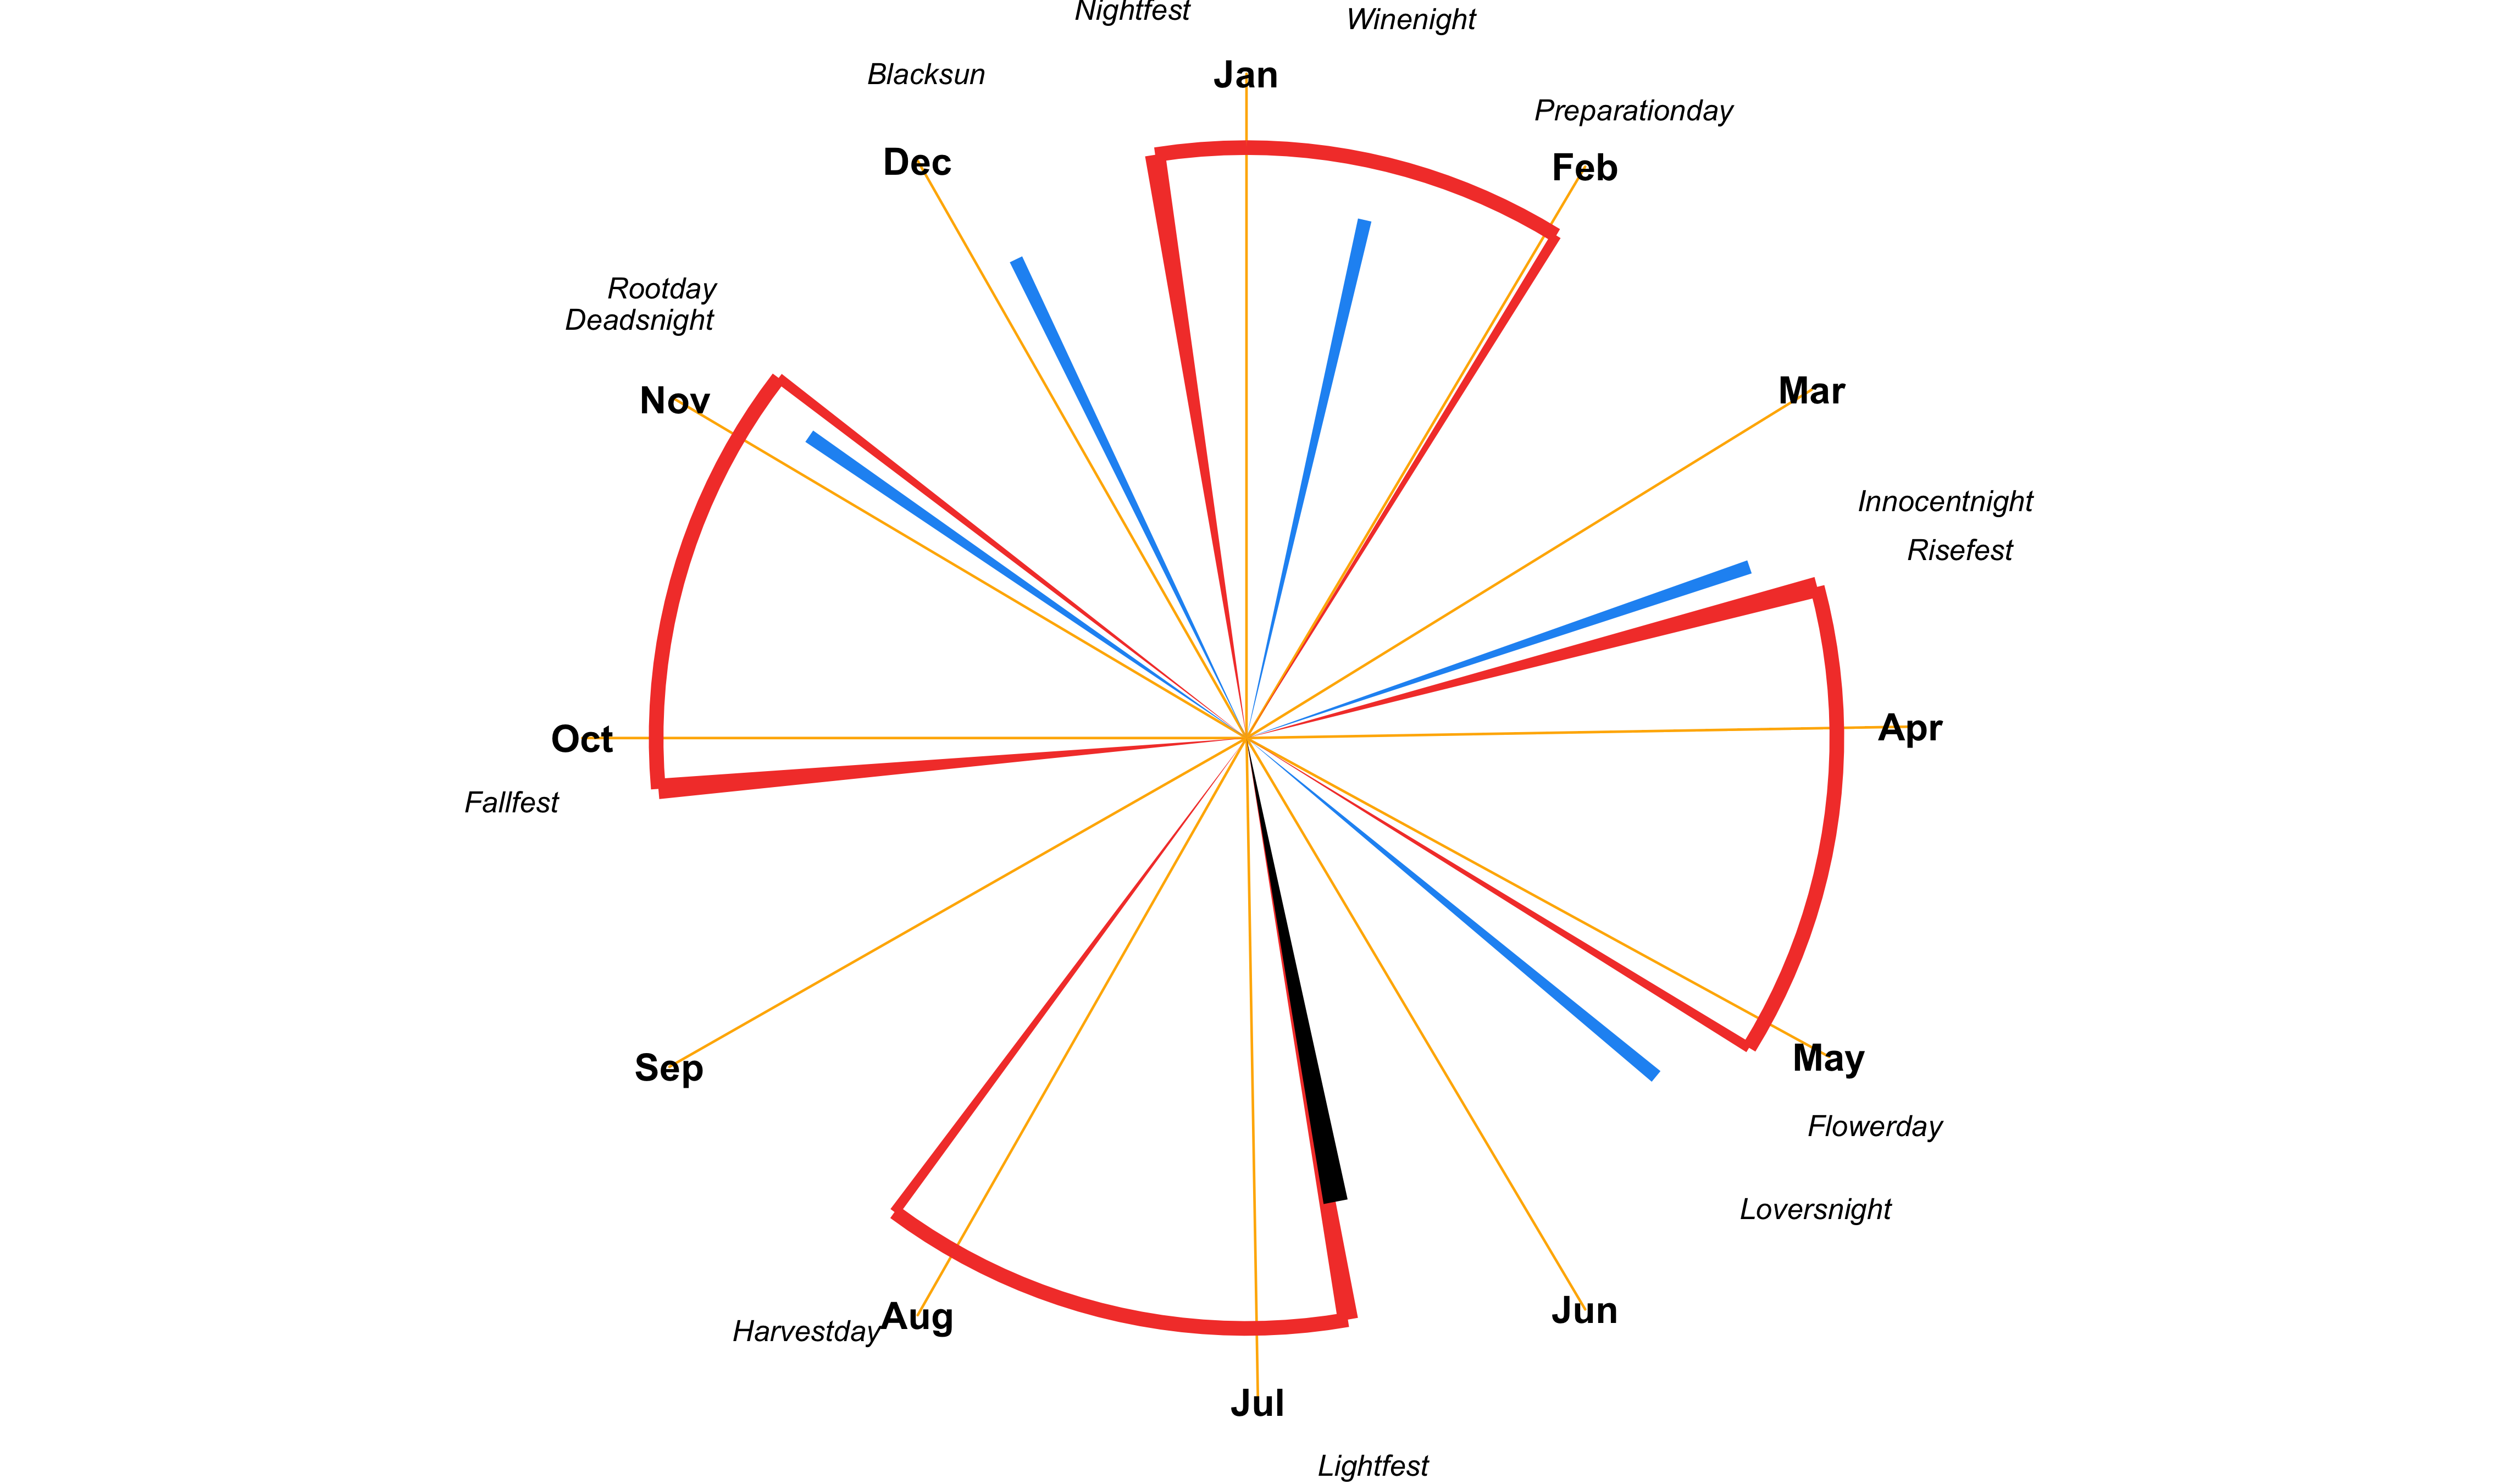 Nightfest
Winenight
Blacksun
Jan
Preparationday
Dec
Feb
Rootday
Deadsnight
Nov
Mar
Innocentnight
Risefest
Oct
Apr
Fallfest
Sep
May
Flowerday
Loversnight
Harvestday
Aug
Jun
Jul
Lightfest